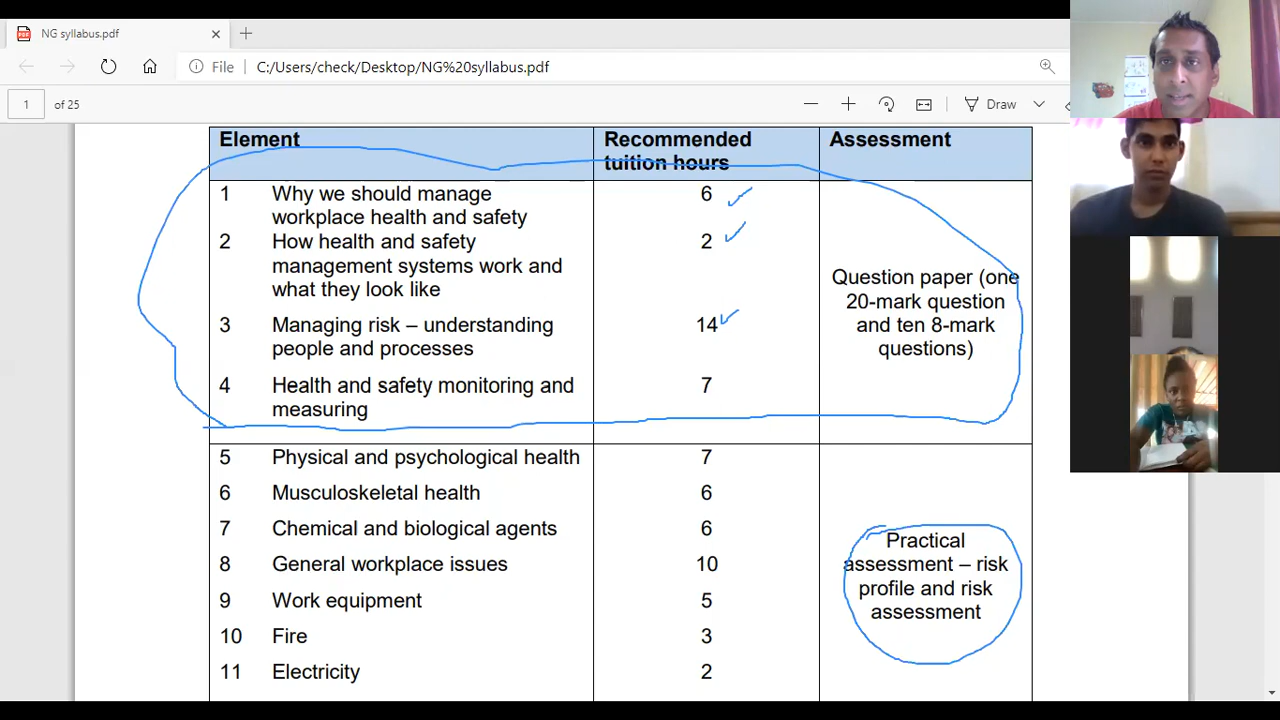 NG syllabus.pdf
File C:/Users/check/Desktop/NG%20syllabus.pdf
1 of 25
Draw
Element Recommended tuition hours Assessment
1 Why we should manage workplace health and safety 6
2 How health and safety management systems work and what they look like 2
3 Managing risk – understanding people and processes 14
4 Health and safety monitoring and measuring 7
Question paper (one
20-mark question
and ten 8-mark
questions)
5 Physical and psychological health 7
6 Musculoskeletal health 6
7 Chemical and biological agents 6
8 General workplace issues 10
9 Work equipment 5
10 Fire 3
11 Electricity 2
Practical
assessment – risk
profile and risk
assessment